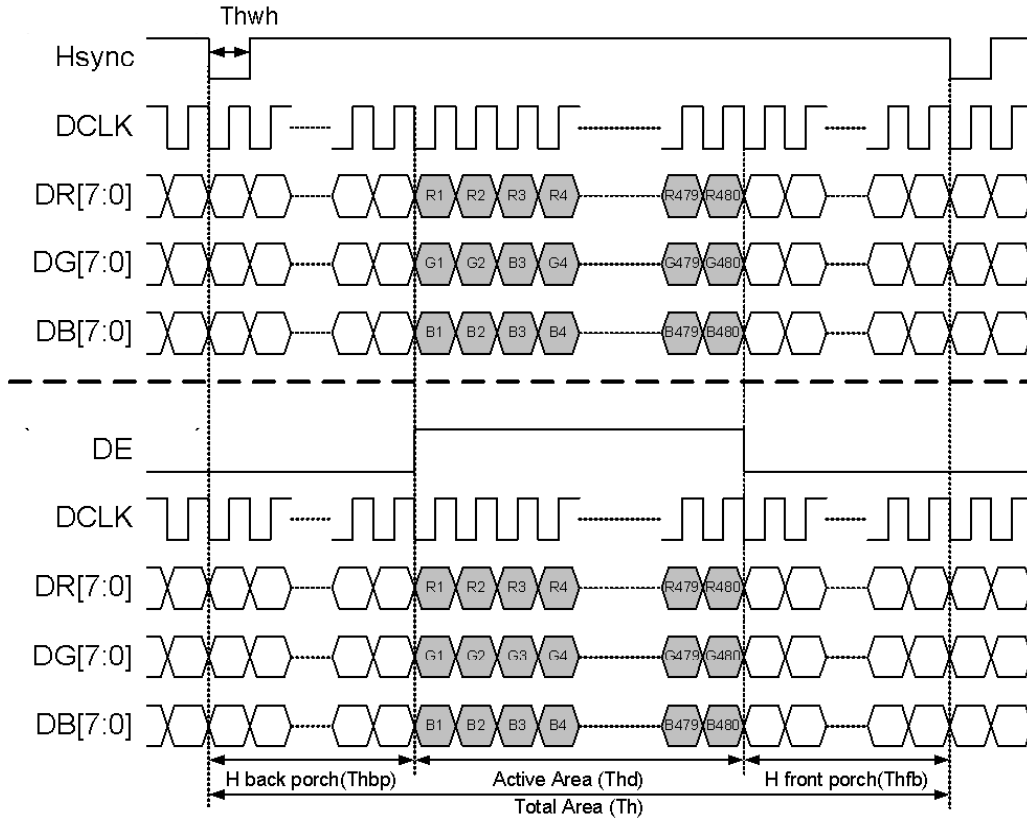 Thwh
Hsync
DCLK
DR[7:0] R1 R2 R3 R4 R479 R480
DG[7:0] G1 G2 B3 G4 G479 G480
DB[7:0] B1 B2 B3 B4 B479 B480
DE
DCLK
DR[7:0] R1 R2 R3 R4 R479 R480
DG[7:0] G1 G2 G3 G4 G479 G480
DB[7:0] B1 B2 B3 B4 B479 B480
H back porch(Thbp) Active Area (Thd) H front porch(Thfb)
Total Area (Th)